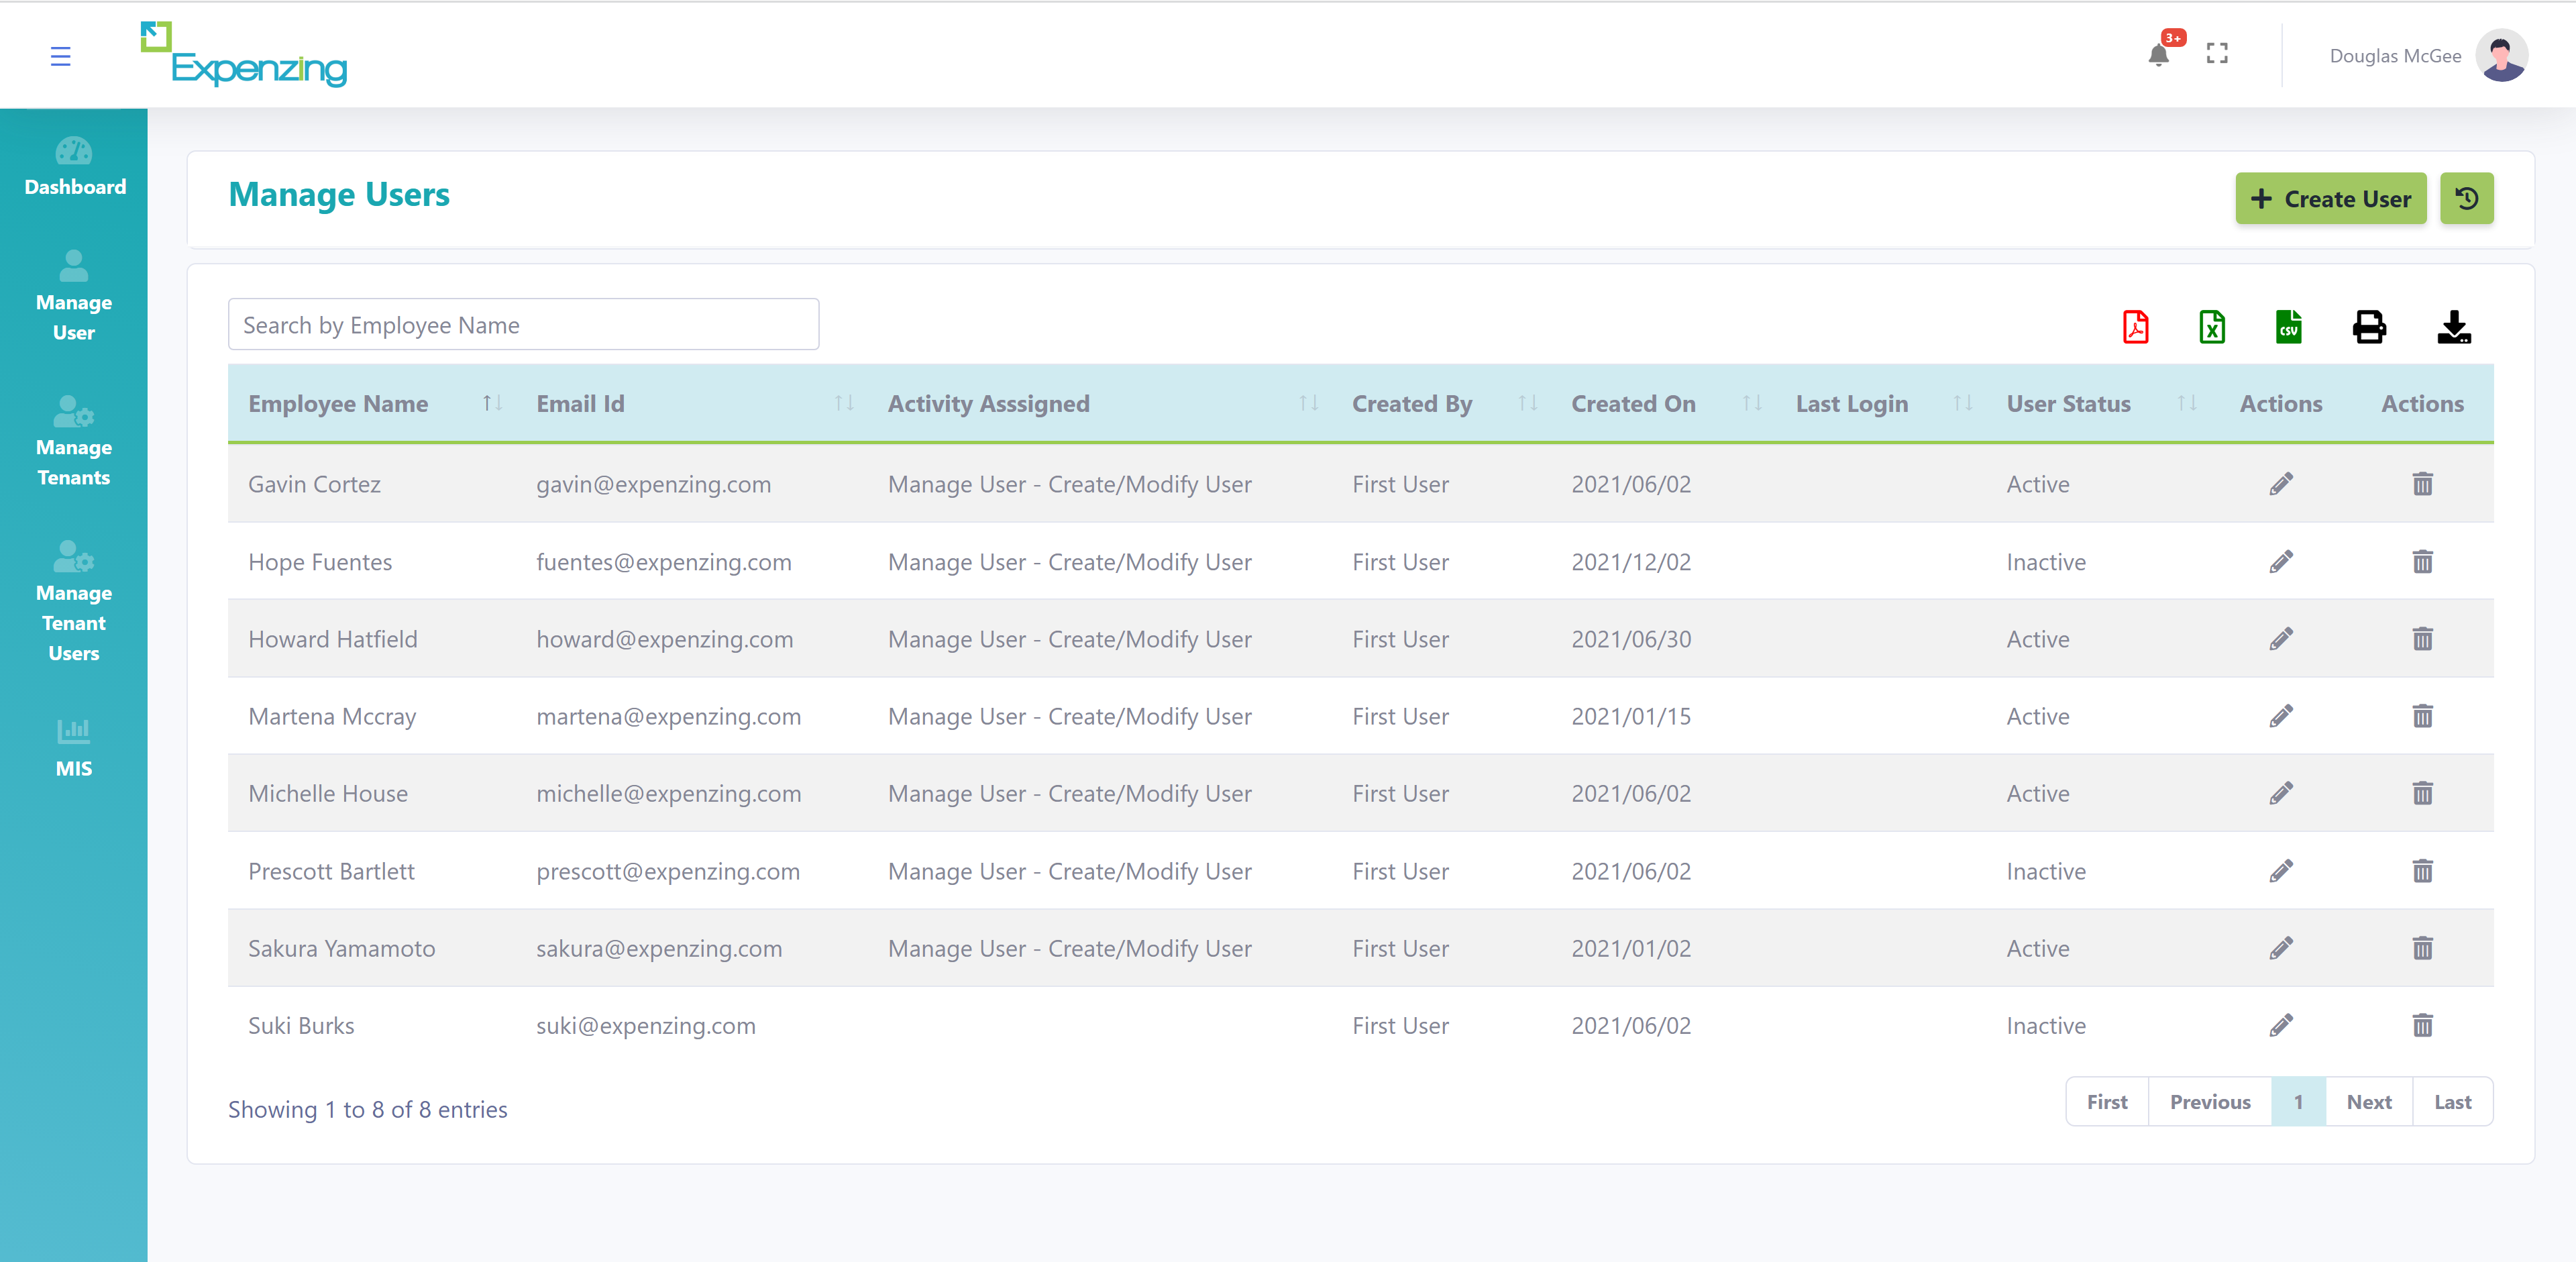 Expenzing
3+
Douglas McGee
Dashboard
Manage
User
Manage
Tenants
Manage
Tenant
Users
MIS
Manage Users
Create User
Search by Employee Name
CSV
Employee Name Email Id Activity Asssigned Created By Created On Last Login User Status Actions Actions
Gavin Cortez gavin@expenzing.com Manage User - Create/Modify User First User 2021/06/02 Active
Hope Fuentes fuentes@expenzing.com Manage User - Create/Modify User First User 2021/12/02 Inactive
Howard Hatfield howard@expenzing.com Manage User - Create/Modify User First User 2021/06/30 Active
Martena Mccray martena@expenzing.com Manage User - Create/Modify User First User 2021/01/15 Active
Michelle House michelle@expenzing.com Manage User - Create/Modify User First User 2021/06/02 Active
Prescott Bartlett prescott@expenzing.com Manage User - Create/Modify User First User 2021/06/02 Inactive
Sakura Yamamoto sakura@expenzing.com Manage User - Create/Modify User First User 2021/01/02 Active
Suki Burks suki@expenzing.com First User 2021/06/02 Inactive
Showing 1 to 8 of 8 entries
First Previous 1 Next Last